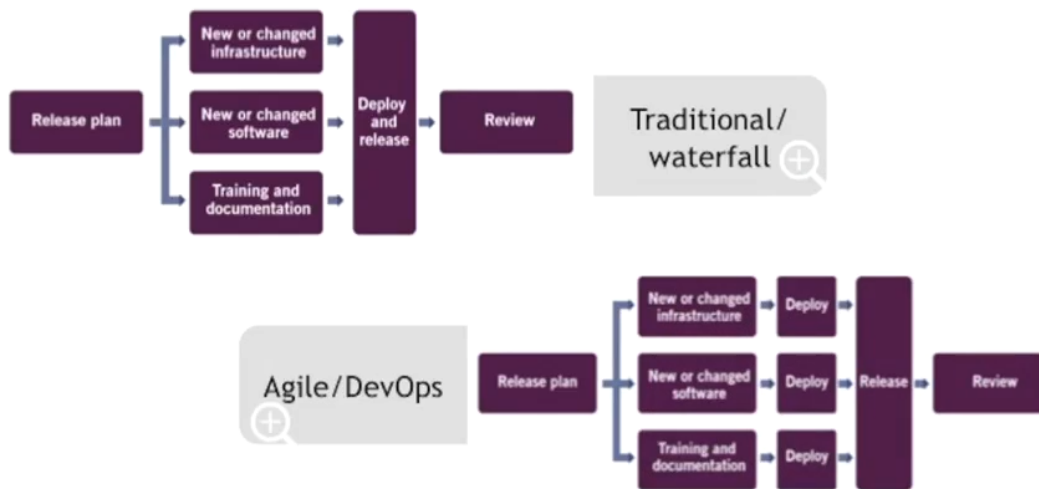 New or changed
infrastructure
Release plan
New or changed
software
Training and
documentation
Deploy
and
release
Review
Traditional/
waterfall
Agile/DevOps
Release plan
New or changed
infrastructure
Deploy
New or changed
software
Deploy
Training and
documentation
Deploy
Release
Review